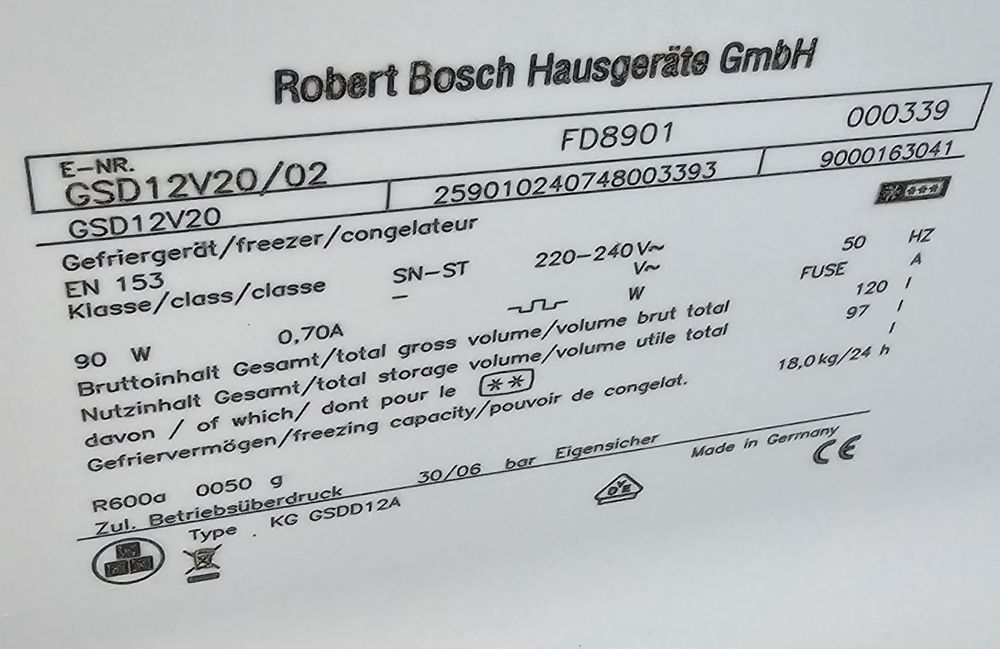 Robert Bosch Hausgeräte GmbH
E-NR.
GSD12V20/02 FD8901 000339
GSD12V20 259010240748003393 9000163041
Gefriergerät/freezer/congelateur
EN 153
Klasse/class/classe SN-ST 220-240V~ 50 HZ
- V~ FUSE A
90 W 0,70A W
Bruttoinhalt Gesamt/total gross volume/volume brut total 120 l
Nutzinhalt Gesamt/total storage volume/volume utile total 97 l
davon / of which/ dont pour le ** l
Gefriervermögen/freezing capacity/pouvoir de congelat. 18,0kg/24 h
R600a 0050 g
Zul. Betriebsüberdruck 30/06 bar Eigensicher Made in Germany
Type . KG GSDD12A
DVE CE